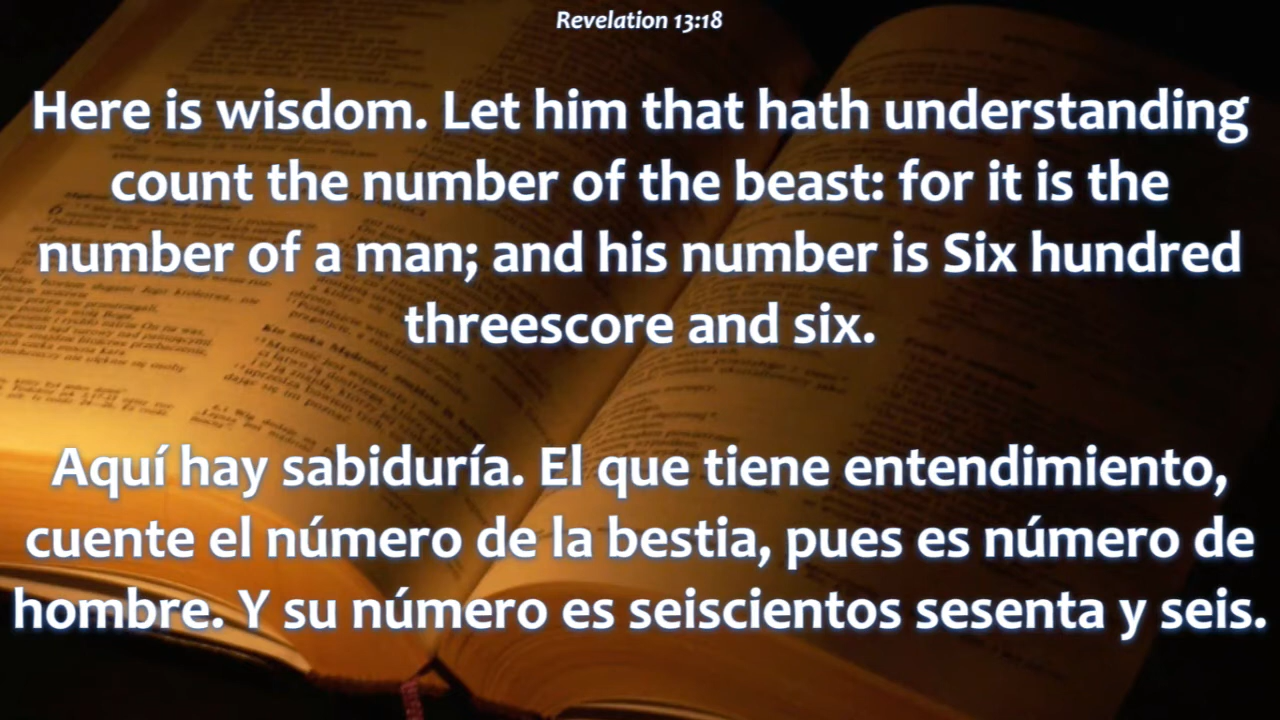 Revelation 13:18
Here is wisdom. Let him that hath understanding
count the number of the beast: for it is the
number of a man; and his number is Six hundred
threescore and six.
Aquí hay sabiduría. El que tiene entendimiento,
cuente el número de la bestia, pues es número de
hombre. Y su número es seiscientos sesenta y seis.